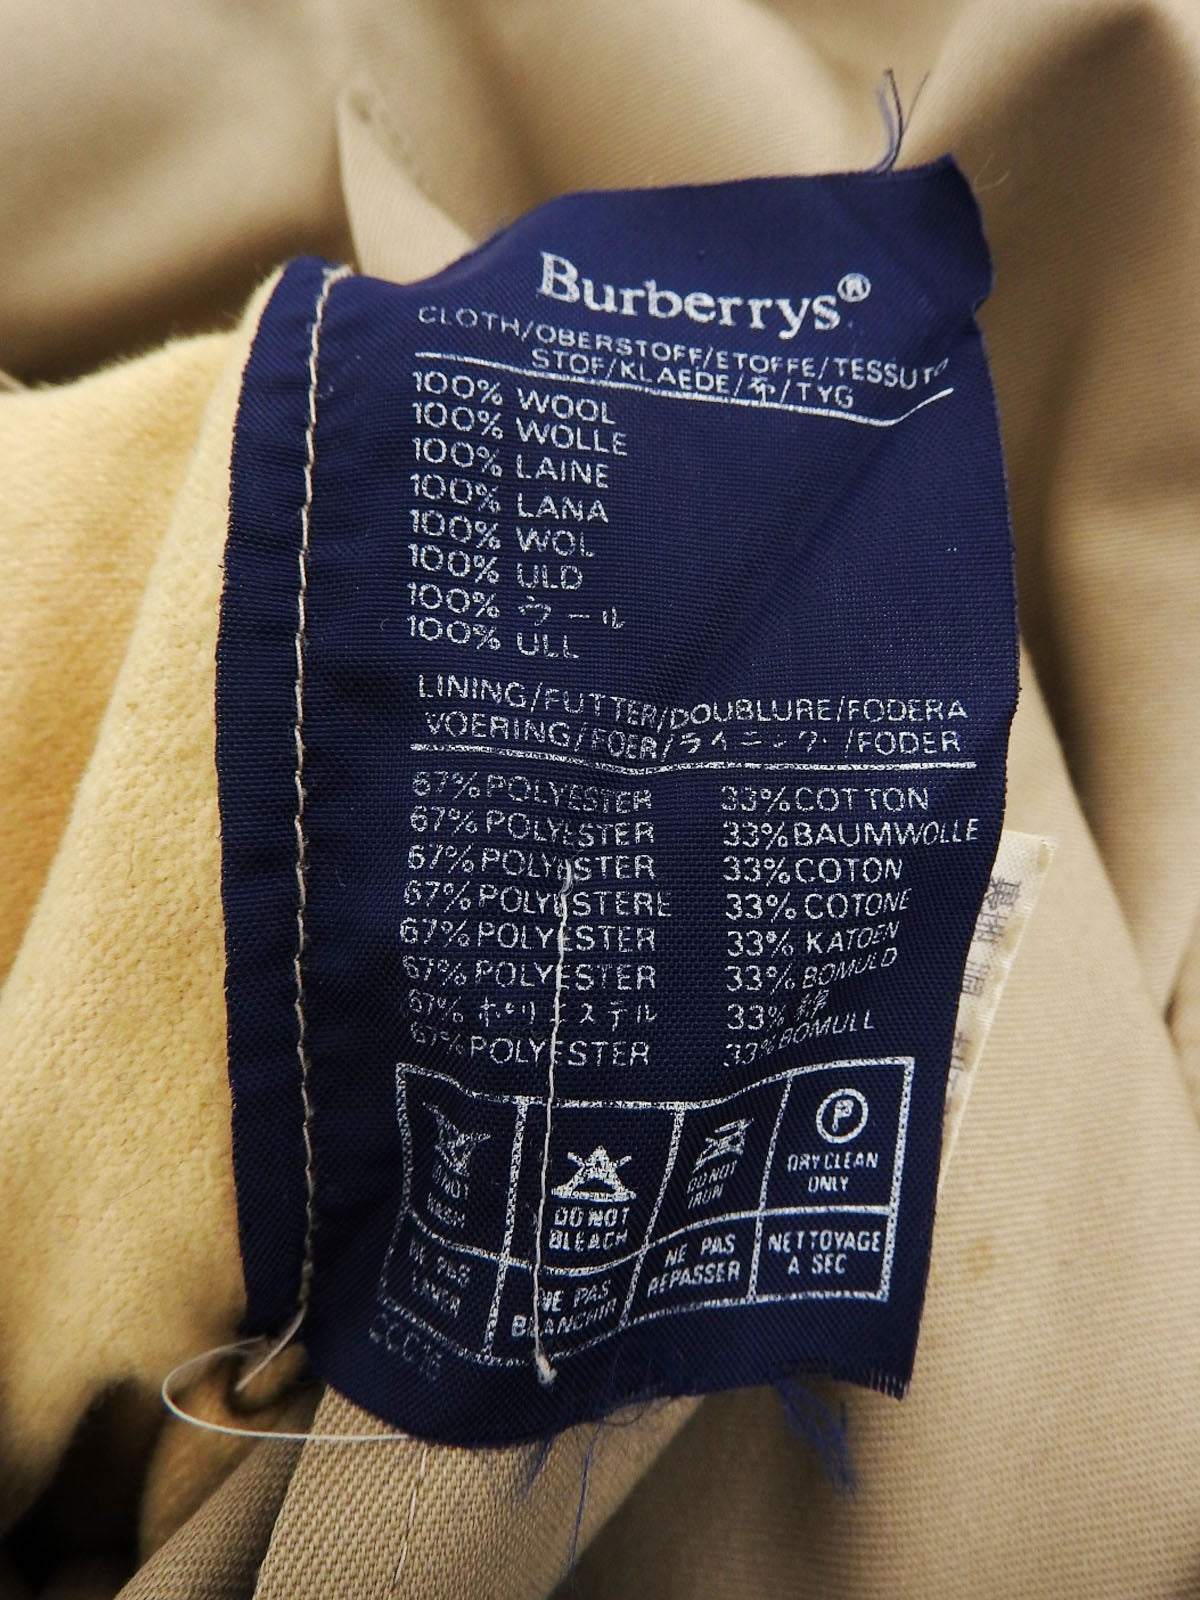 Burberrys®
CLOTH/OBERSTOFF/ETOFFE/TESSUTO
STOF/KLAEDE/布/TYG
100% WOOL
100% WOLLE
100% LAINE
100% LANA
100% WOL
100% ULD
100% ウール
100% ULL
LINING/FUTTER/DOUBLURE/FODERA
VOERING/FOER/ライニング/FODER
67% POLYESTER 33% COTTON
67% POLYESTER 33% BAUMWOLLE
67% POLYESTER 33% COTON
67% POLYESTERE 33% COTONE
67% POLYESTER 33% KATOEN
67% POLYESTER 33% BOMULD
67% ポリエステル 33% 綿
67% POLYESTER 33% BOMULL
DO NOT
BLEACH
DO NOT
IRON
P
DRY CLEAN
ONLY
NE PAS
LAVER
NE PAS
BLANCHIR
NE PAS
REPASSER
NETTOYAGE
A SEC